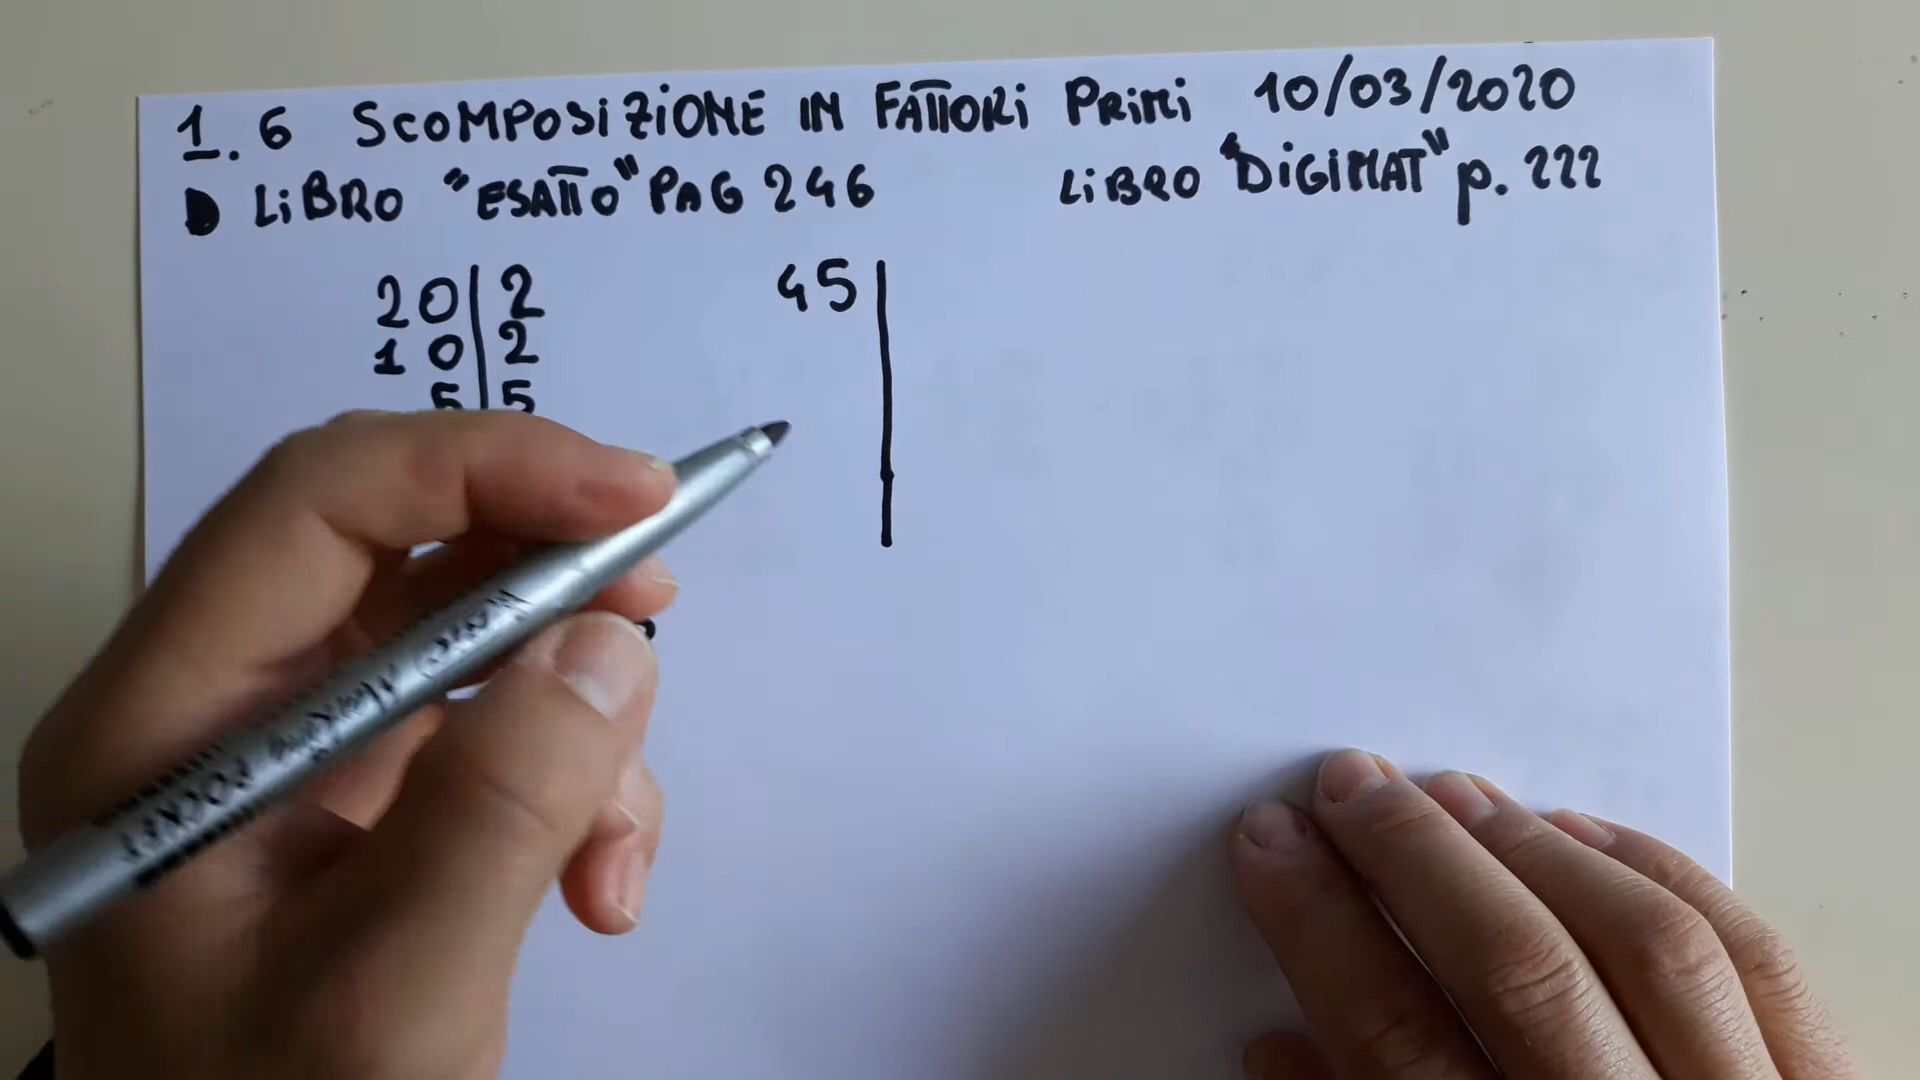 1.6 SCOMPOSIZIONE IN FATTORI PRIMI 10/03/2020
LIBRO "ESATTO" PAG 246 LIBRO "DIGIMAT" p. 222
20 | 2 45 |
10 | 2
5 | 5
POCKET